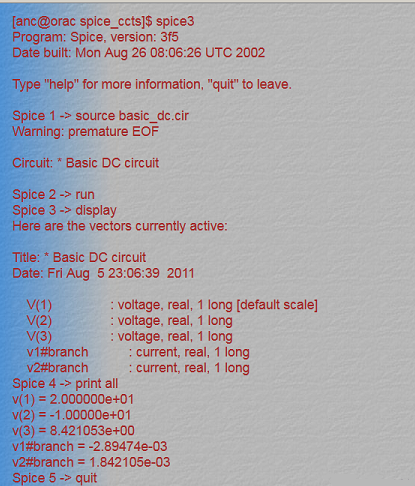 [anc@orac spice_ccts]$ spice3
Program: Spice, version: 3f5
Date built: Mon Aug 26 08:06:26 UTC 2002
Type "help" for more information, "quit" to leave.
Spice 1 -> source basic_dc.cir
Warning: premature EOF
Circuit: * Basic DC circuit
Spice 2 -> run
Spice 3 -> display
Here are the vectors currently active:
Title: * Basic DC circuit
Date: Fri Aug  5 23:06:39  2011
V(1) : voltage, real, 1 long [default scale]
V(2) : voltage, real, 1 long
V(3) : voltage, real, 1 long
v1#branch : current, real, 1 long
v2#branch : current, real, 1 long
Spice 4 -> print all
v(1) = 2.000000e+01
v(2) = -1.00000e+01
v(3) = 8.421053e+00
v1#branch = -2.89474e-03
v2#branch = 1.842105e-03
Spice 5 -> quit